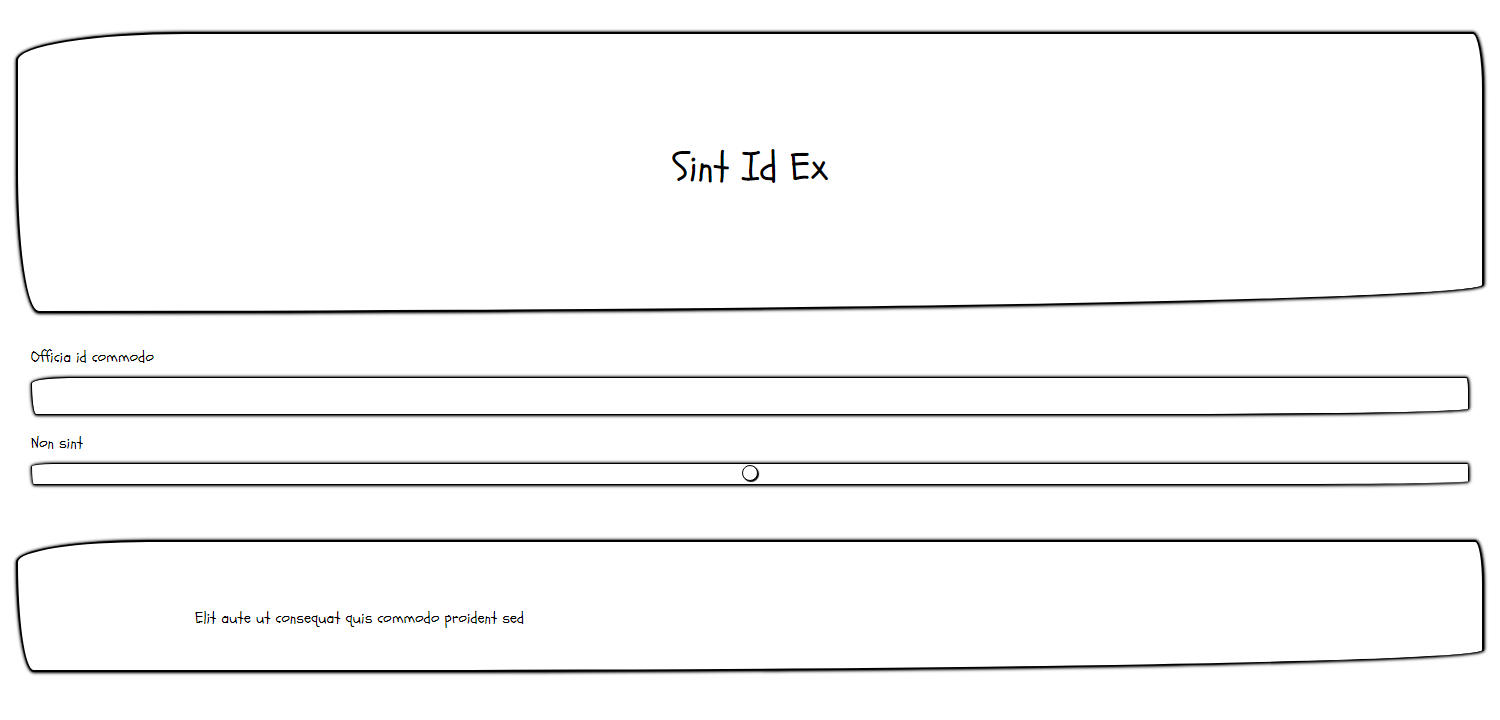 Sint Id Ex
Officia id commodo
Non sint
Elit aute ut consequat quis commodo proident sed